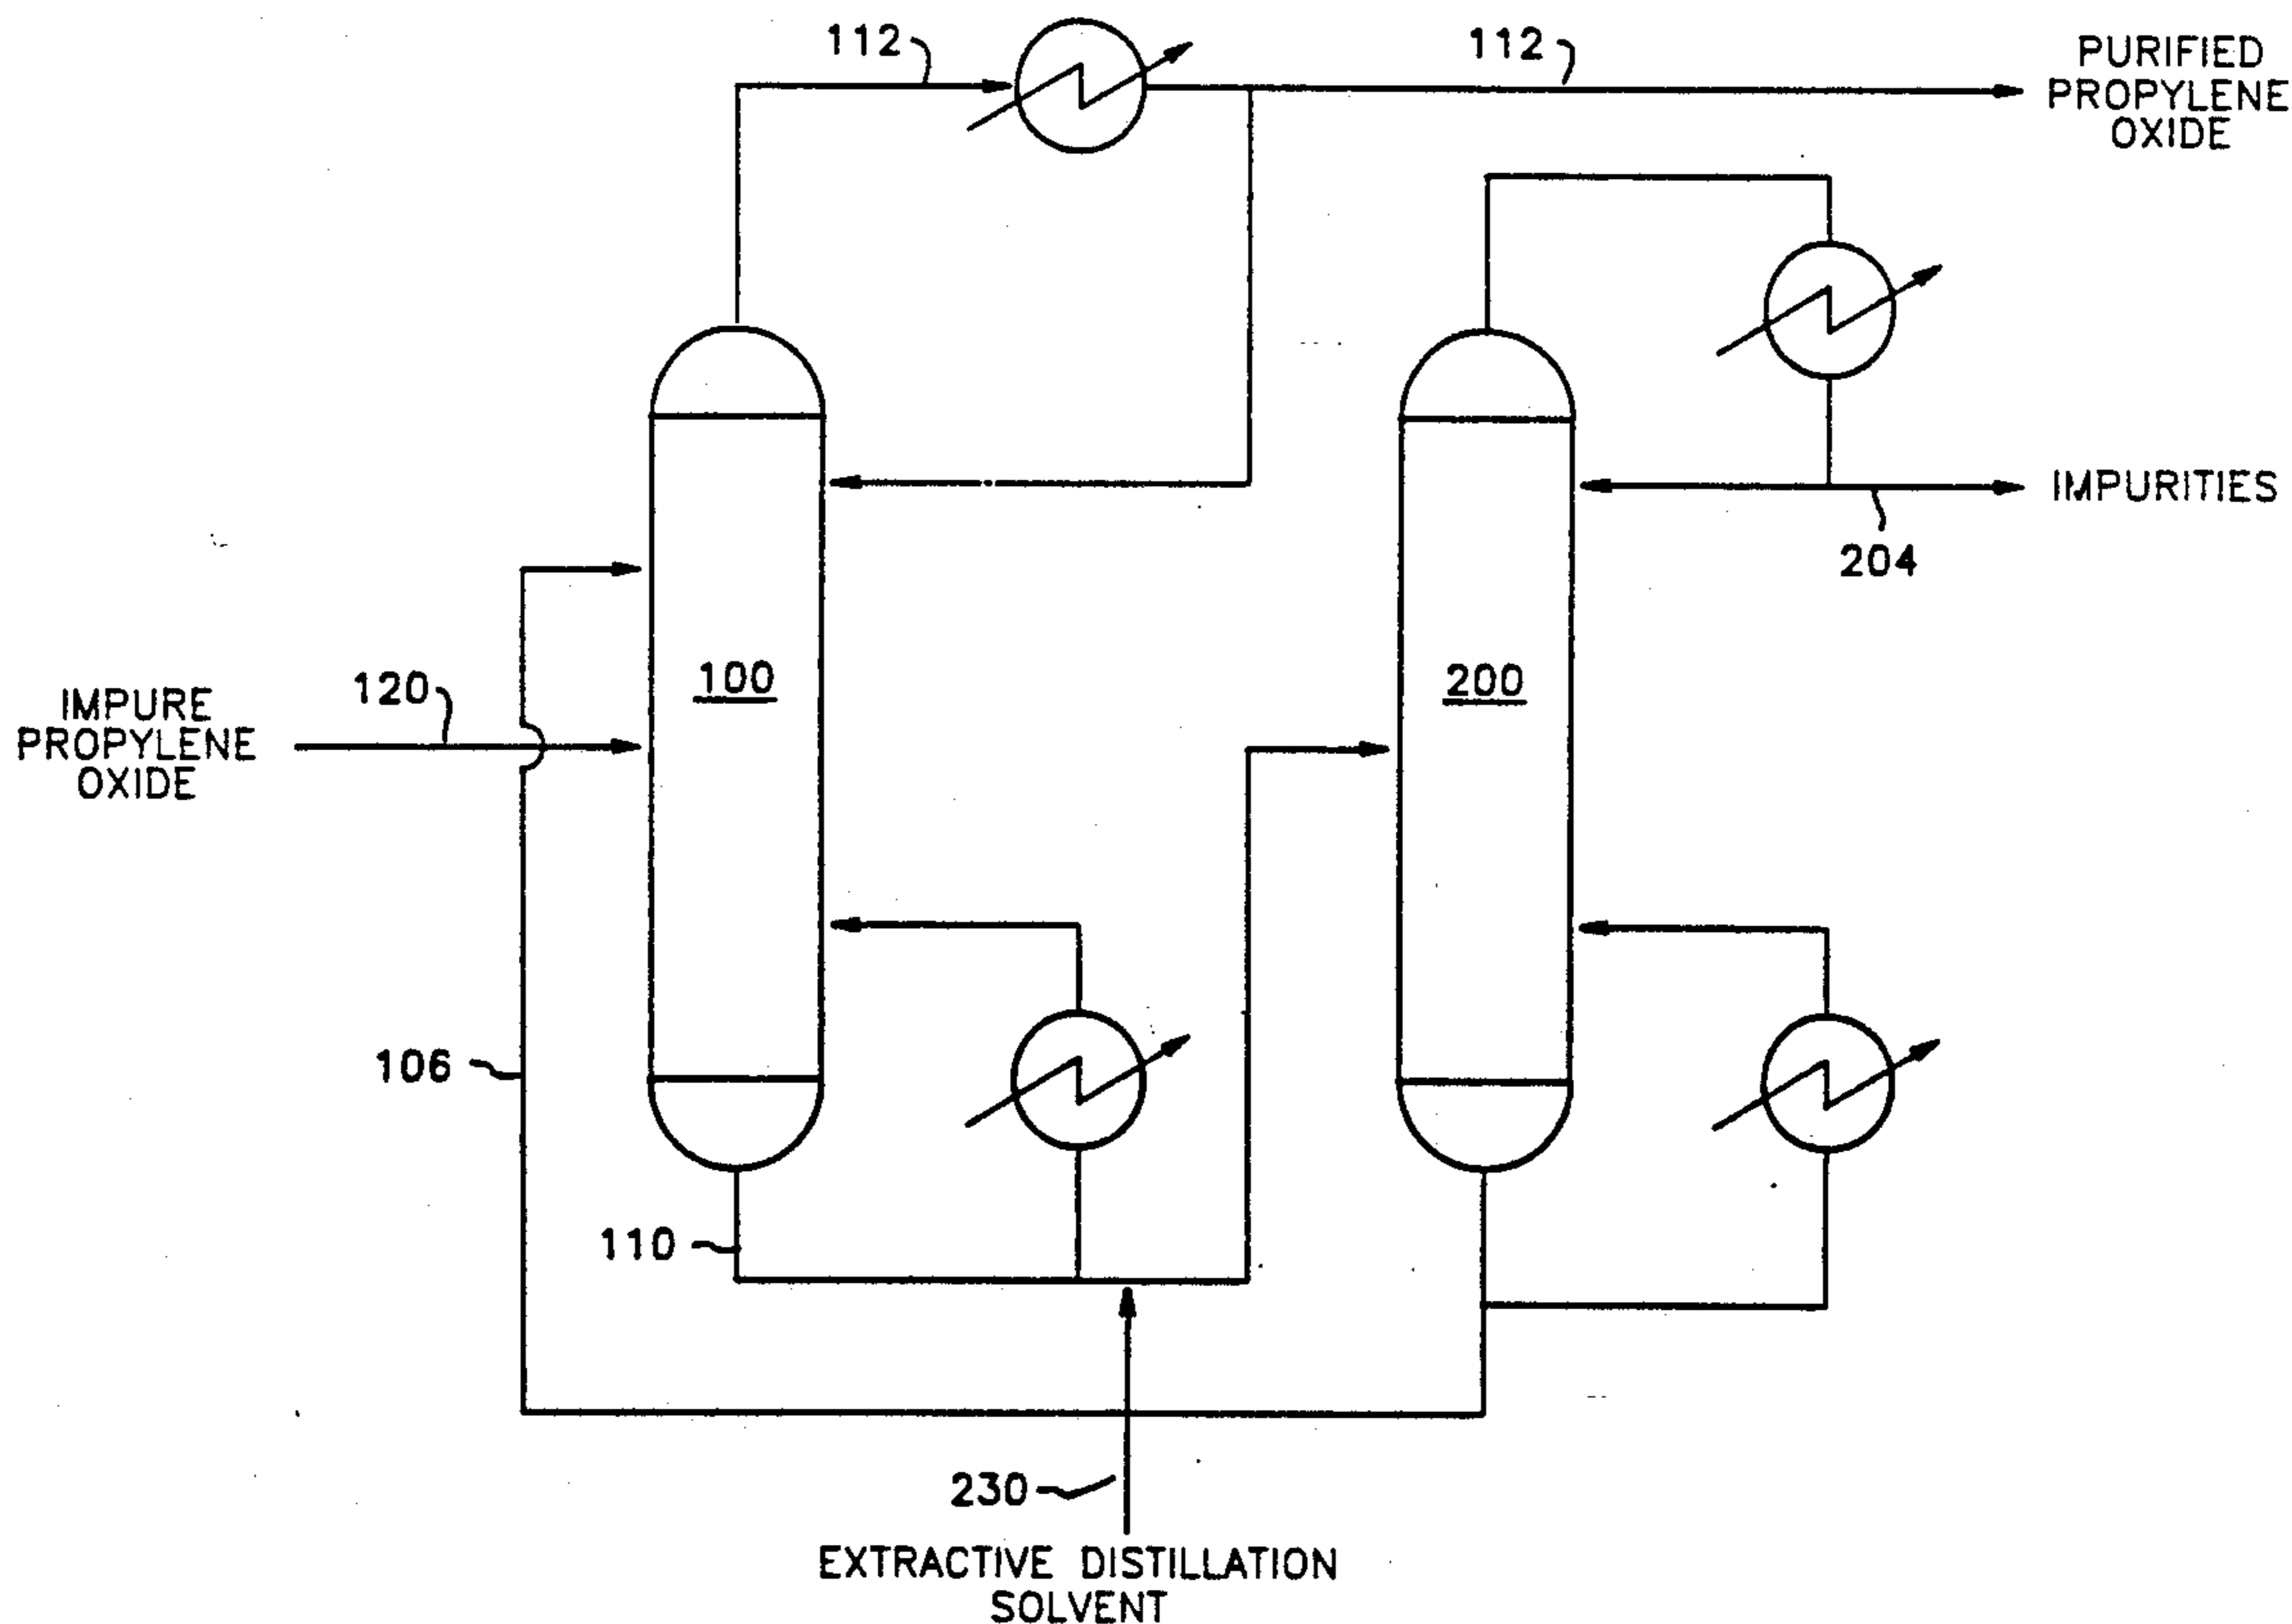 112
112
PURIFIED
PROPYLENE
OXIDE
IMPURITIES
204
100
200
120
IMPURE
PROPYLENE
OXIDE
106
110
230
EXTRACTIVE DISTILLATION
SOLVENT